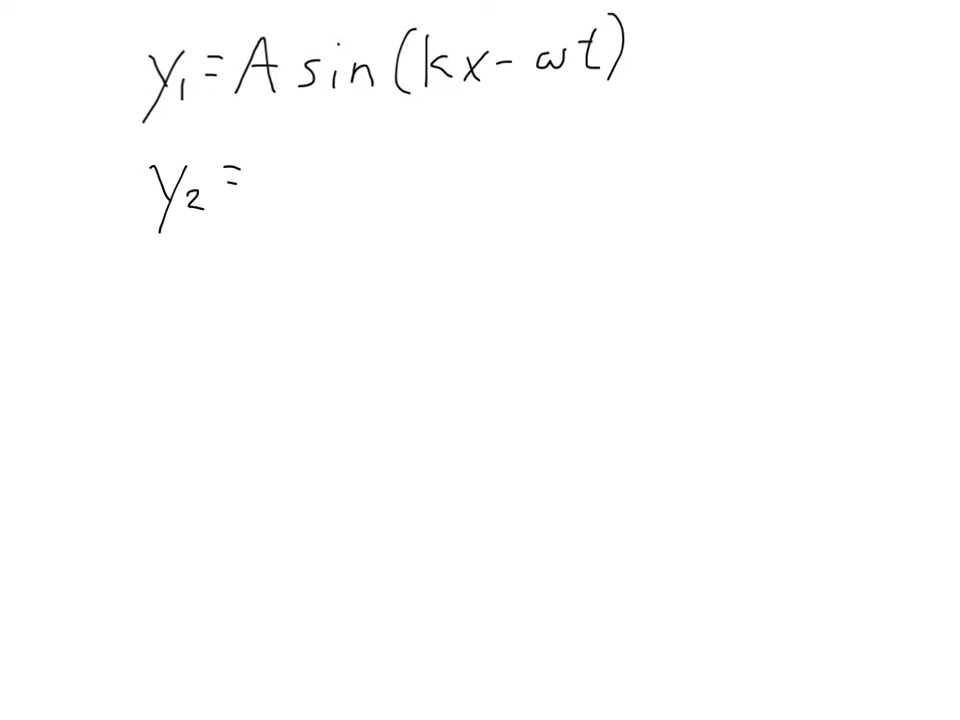 y₁ = A sin(kx - ωt)
y₂ =